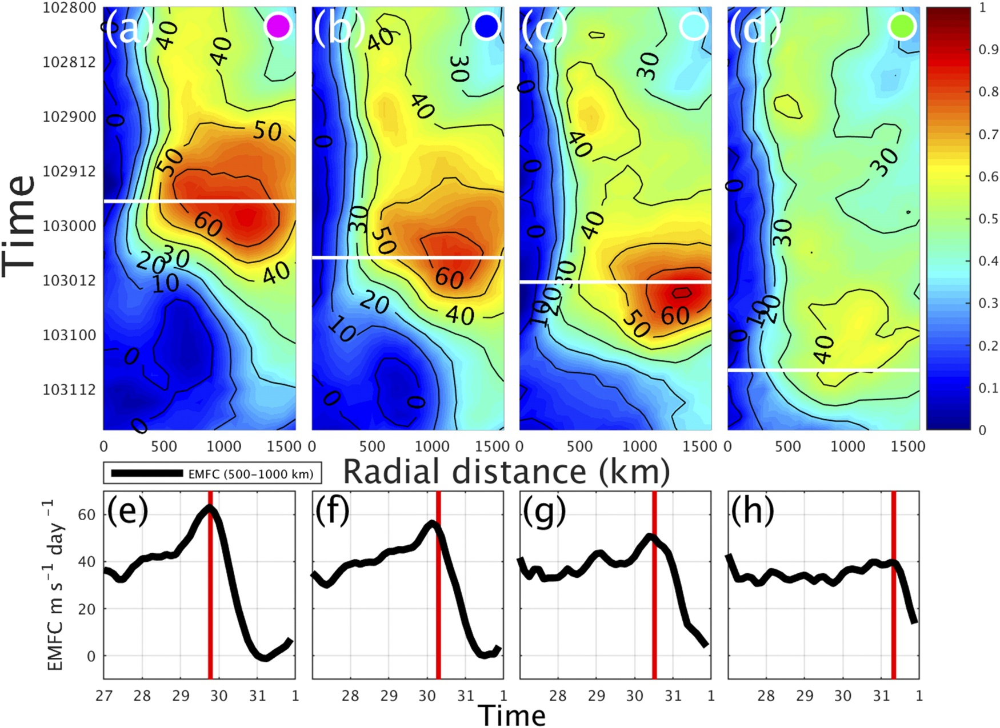 (a) (b) (c) (d)
102800
102812
102900
102912
103000
103012
103100
103112
Time
0 40 40 0 50 50 60 20 30 10 40 0 0
40 30 40 0 30 50 60 20 40 10 0 0
30 0 40 0 40 0 30 20 10 50 60
30 0 30 10 20 0 40
1
0.9
0.8
0.7
0.6
0.5
0.4
0.3
0.2
0.1
0
0 500 1000 1500 0 500 1000 1500 0 500 1000 1500 0 500 1000 1500
Radial distance (km)
EMFC (500–1000 km)
(e) (f) (g) (h)
60
40
20
0
EMFC m s⁻¹ day⁻¹
27 28 29 30 31 1 28 29 30 31 1 28 29 30 31 1 28 29 30 31 1
Time